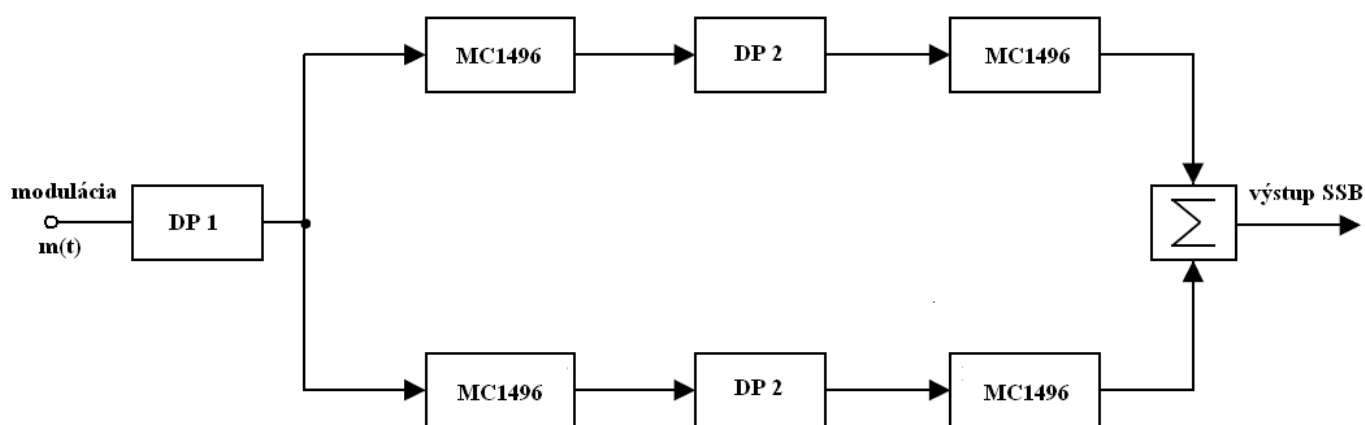 MC1496
DP 2
MC1496
modulácia
DP 1
m(t)
Σ
výstup SSB
MC1496
DP 2
MC1496